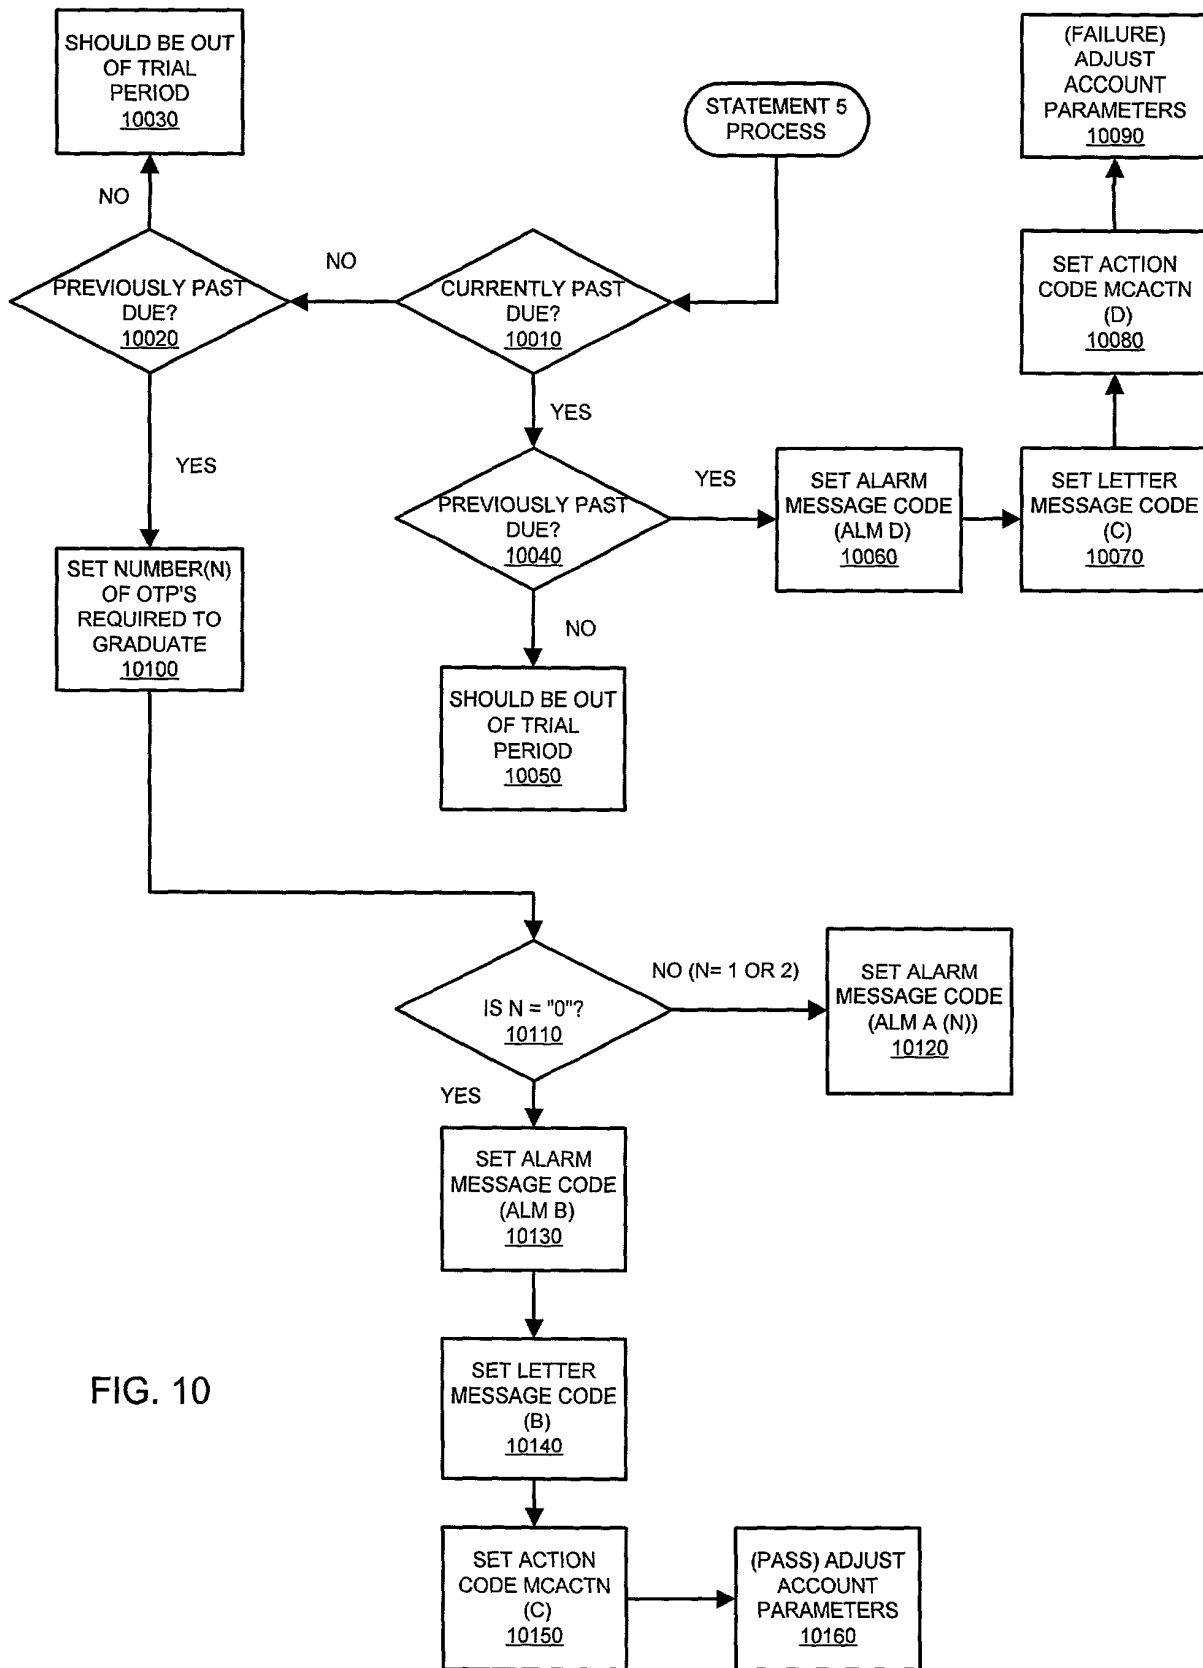 SHOULD BE OUT
OF TRIAL
PERIOD
10030
STATEMENT 5
PROCESS
(FAILURE)
ADJUST
ACCOUNT
PARAMETERS
10090
NO
PREVIOUSLY PAST
DUE?
10020
NO
CURRENTLY PAST
DUE?
10010
SET ACTION
CODE MCACTN
(D)
10080
YES
YES
PREVIOUSLY PAST
DUE?
10040
YES
SET ALARM
MESSAGE CODE
(ALM D)
10060
SET LETTER
MESSAGE CODE
(C)
10070
SET NUMBER(N)
OF OTP'S
REQUIRED TO
GRADUATE
10100
NO
SHOULD BE OUT
OF TRIAL
PERIOD
10050
IS N = "0"?
10110
NO (N= 1 OR 2)
SET ALARM
MESSAGE CODE
(ALM A (N))
10120
YES
SET ALARM
MESSAGE CODE
(ALM B)
10130
SET LETTER
MESSAGE CODE
(B)
10140
FIG. 10
SET ACTION
CODE MCACTN
(C)
10150
(PASS) ADJUST
ACCOUNT
PARAMETERS
10160